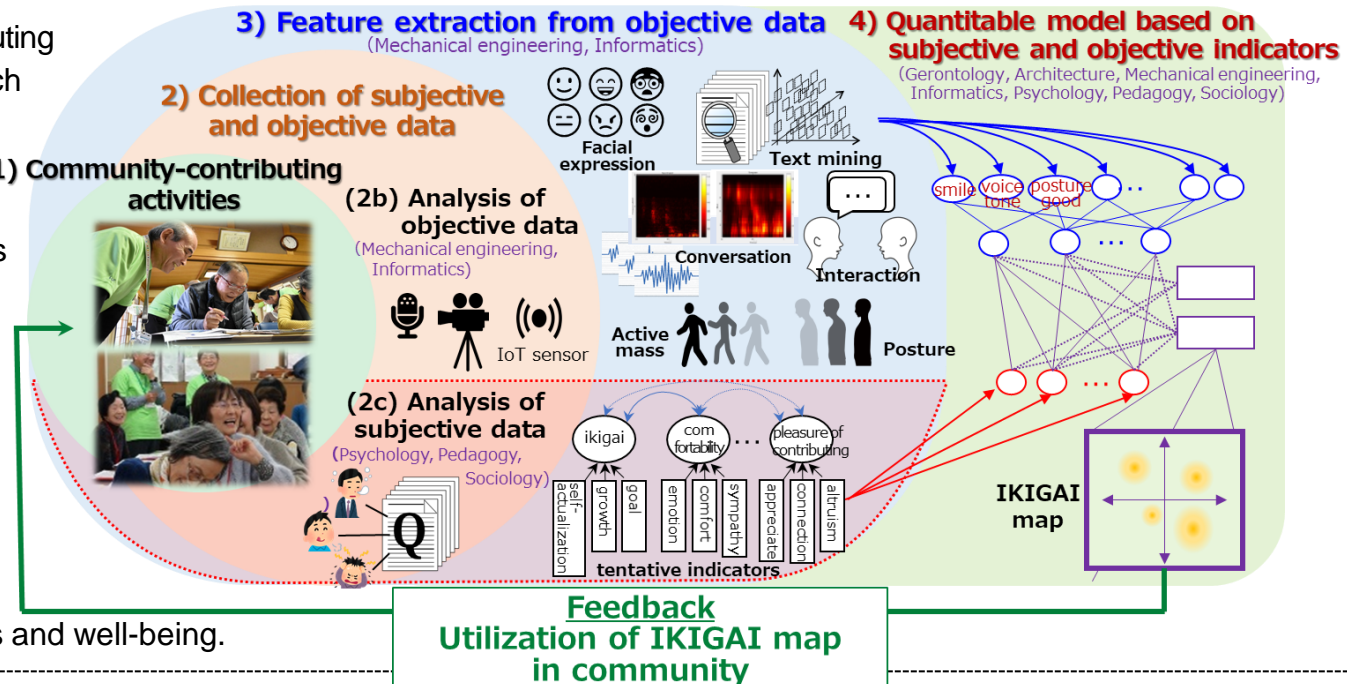 uting
ch
s
s and well-being.
1) Community-contributing
activities
2) Collection of subjective
and objective data
(2b) Analysis of
objective data
(Mechanical engineering,
Informatics)
IoT sensor
(2c) Analysis of
subjective data
(Psychology, Pedagogy,
Sociology)
Q
3) Feature extraction from objective data
(Mechanical engineering, Informatics)
Facial
expression
Text mining
...
Conversation
Interaction
Active
mass
Posture
ikigai
com
fortability
...
pleasure of
contributing
self-
actualization
growth
goal
emotion
comfort
sympathy
appreciate
connection
altruism
tentative indicators
4) Quantitable model based on
subjective and objective indicators
(Gerontology, Architecture, Mechanical engineering,
Informatics, Psychology, Pedagogy, Sociology)
smile
voice
tone
posture
good
...
...
...
IKIGAI
map
Feedback
Utilization of IKIGAI map
in community